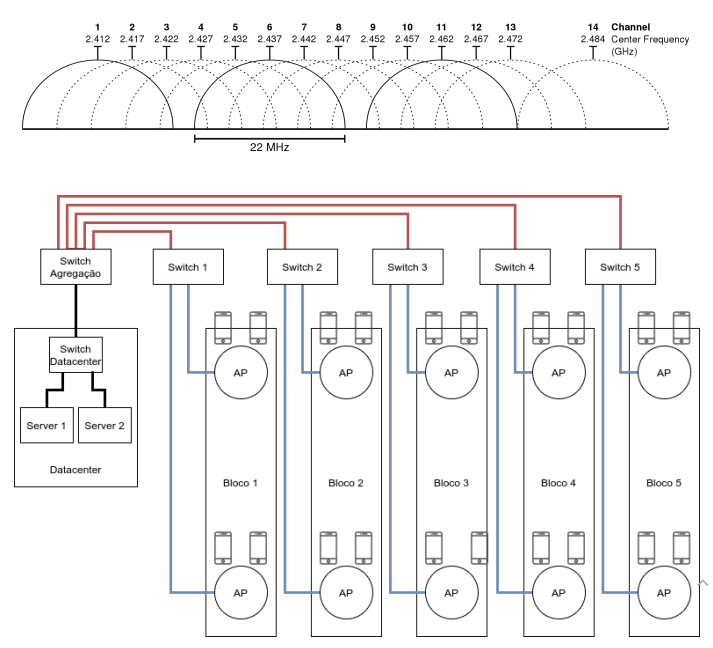 1 2 3 4 5 6 7 8 9 10 11 12 13 14 Channel
2.412 2.417 2.422 2.427 2.432 2.437 2.442 2.447 2.452 2.457 2.462 2.467 2.472 2.484 Center Frequency
(GHz)
22 MHz
Switch
Agregação
Switch 1
Switch 2
Switch 3
Switch 4
Switch 5
Switch
Datacenter
AP
AP
AP
AP
AP
Server 1
Server 2
Datacenter
Bloco 1
Bloco 2
Bloco 3
Bloco 4
Bloco 5
AP
AP
AP
AP
AP